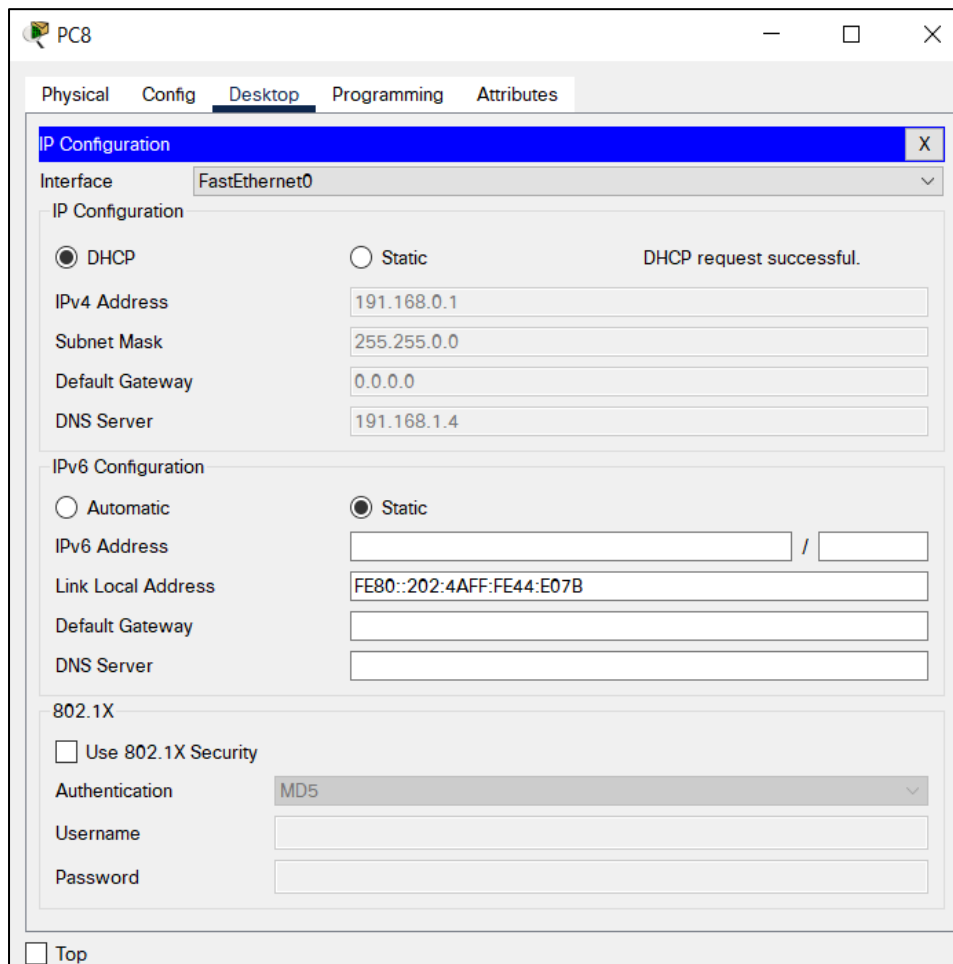 PC8
Physical Config Desktop Programming Attributes
IP Configuration X
Interface FastEthernet0
IP Configuration
DHCP Static DHCP request successful.
IPv4 Address 191.168.0.1
Subnet Mask 255.255.0.0
Default Gateway 0.0.0.0
DNS Server 191.168.1.4
IPv6 Configuration
Automatic Static
IPv6 Address /
Link Local Address FE80::202:4AFF:FE44:E07B
Default Gateway
DNS Server
802.1X
Use 802.1X Security
Authentication MD5
Username
Password
Top